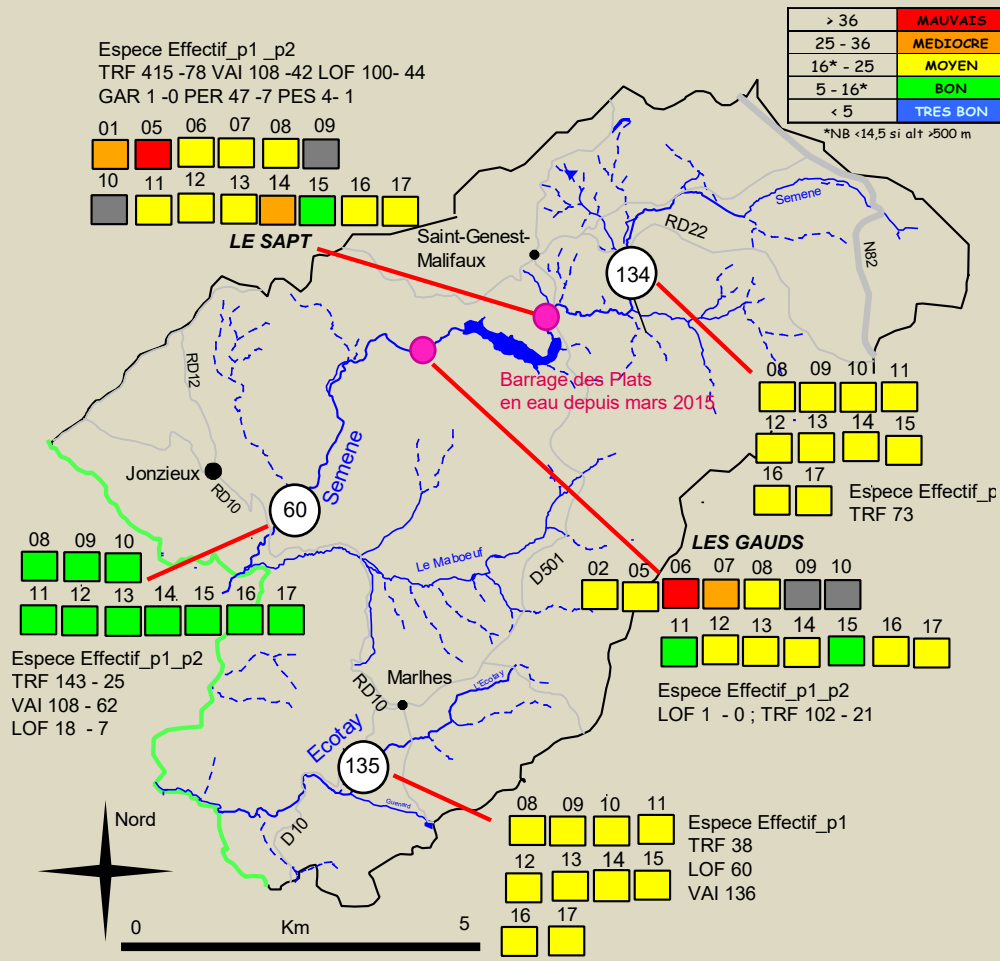 > 36 MAUVAIS
25 - 36 MEDIOCRE
16* - 25 MOYEN
5 - 16* BON
< 5 TRES BON
*NB <14,5 si alt >500 m
Espece Effectif_p1 _p2
TRF 415 -78 VAI 108 -42 LOF 100- 44
GAR 1 -0 PER 47 -7 PES 4- 1
01 05 06 07 08 09
10 11 12 13 14 15 16 17
LE SAPT
Saint-Genest-
Malifaux
Semene
RD22
N82
134
RD12
Barrage des Plats
en eau depuis mars 2015
08 09 10 11
12 13 14 15
16 17
Espece Effectif_p
TRF 73
Jonzieux
RD10
Semene
60
Le Maboeuf
D501
LES GAUDS
02 05 06 07 08 09 10
11 12 13 14 15 16 17
Espece Effectif_p1_p2
LOF 1 - 0 ; TRF 102 - 21
08 09 10
11 12 13 14 15 16 17
Espece Effectif_p1_p2
TRF 143 - 25
VAI 108 - 62
LOF 18 - 7
RD10
Marlhes
L'Ecotay
Ecotay
135
Guenard
D10
08 09 10 11
12 13 14 15
16 17
Espece Effectif_p1
TRF 38
LOF 60
VAI 136
Nord
0 Km 5